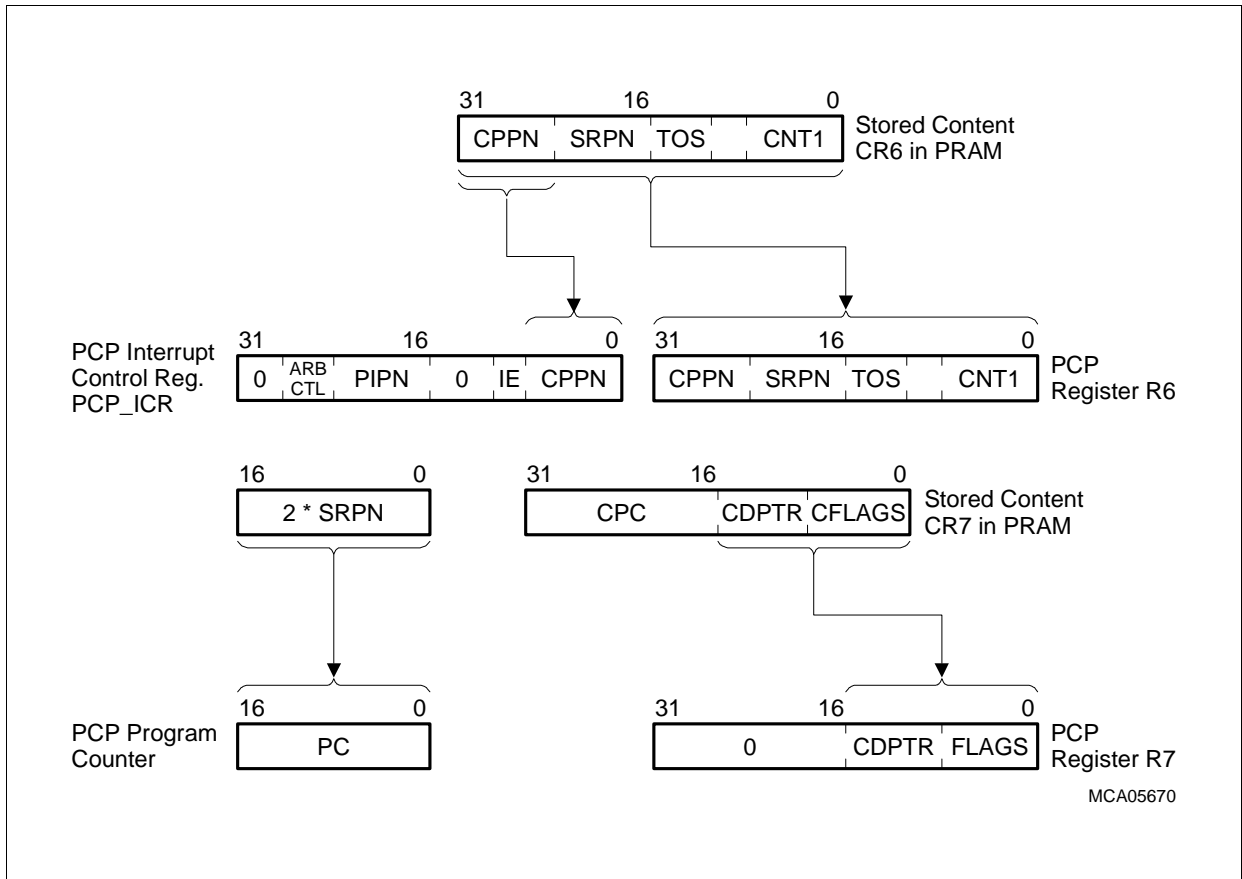 31 16 0
CPPN SRPN TOS CNT1
Stored Content
CR6 in PRAM
PCP Interrupt
Control Reg.
PCP_ICR
31 16 0
0 ARB CTL PIPN 0 IE CPPN
31 16 0
CPPN SRPN TOS CNT1
PCP
Register R6
16 0
2 * SRPN
31 16 0
CPC CDPTR CFLAGS
Stored Content
CR7 in PRAM
PCP Program
Counter
16 0
PC
31 16 0
0 CDPTR FLAGS
PCP
Register R7
MCA05670